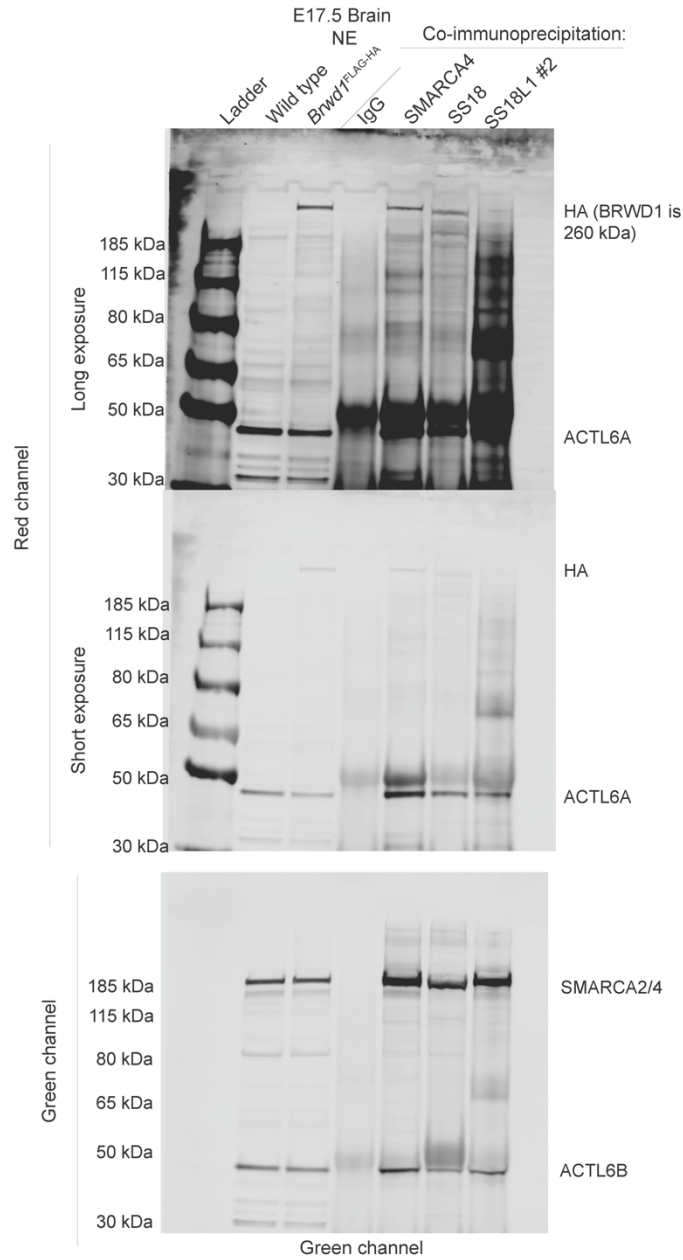 E17.5 Brain
NE
Co-immunoprecipitation:
Ladder
Wild type
Brwd1FLAG-HA
IgG
SMARCA4
SS18
SS18L1 #2
Red channel
Long exposure
185 kDa
115 kDa
80 kDa
65 kDa
50 kDa
30 kDa
HA (BRWD1 is
260 kDa)
ACTL6A
Short exposure
185 kDa
115 kDa
80 kDa
65 kDa
50 kDa
30 kDa
HA
ACTL6A
Green channel
185 kDa
115 kDa
80 kDa
65 kDa
50 kDa
30 kDa
SMARCA2/4
ACTL6B
Green channel